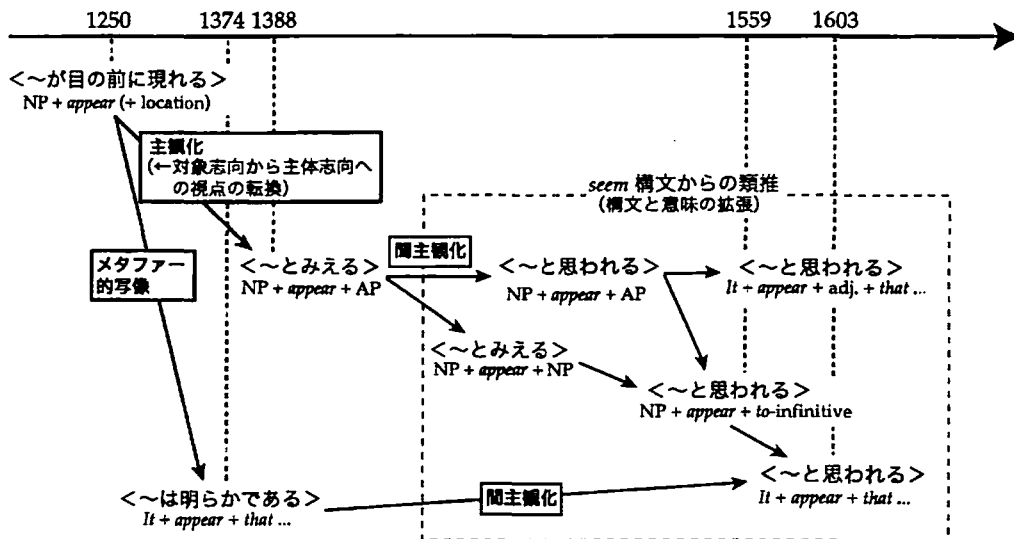 1250 1374 1388 1559 1603
<～が目の前に現れる>
NP + appear (+ location)
主観化
(←対象志向から主体志向へ
の視点の転換)
seem 構文からの類推
(構文と意味の拡張)
メタファー
的写像
<～とみえる>
NP + appear + AP
間主観化
<～と思われる>
NP + appear + AP
<～と思われる>
It + appear + adj. + that ...
<～とみえる>
NP + appear + NP
<～と思われる>
NP + appear + to-infinitive
<～は明らかである>
It + appear + that ...
間主観化
<～と思われる>
It + appear + that ...